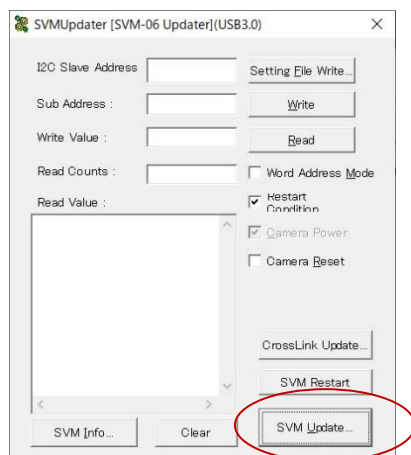 SVMUpdater [SVM-06 Updater](USB3.0)
I2C Slave Address
Setting File Write...
Sub Address :
Write
Write Value :
Read
Read Counts :
Word Address Mode
Read Value :
Restart
Condition
Camera Power
Camera Reset
CrossLink Update...
SVM Restart
SVM Info...
Clear
SVM Update...